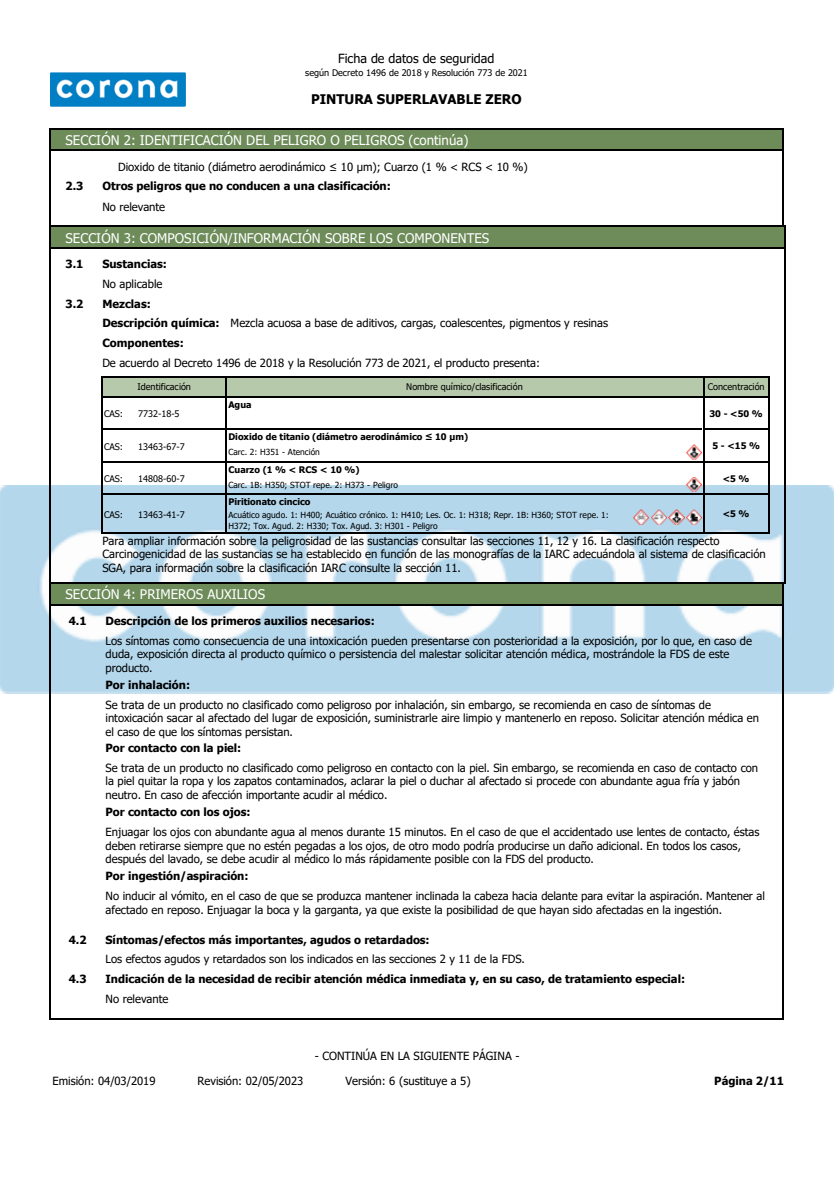 Ficha de datos de seguridad
según Decreto 1496 de 2018 y Resolución 773 de 2021
corona
PINTURA SUPERLAVABLE ZERO
SECCIÓN 2: IDENTIFICACIÓN DEL PELIGRO O PELIGROS (continúa)
Dioxido de titanio (diámetro aerodinámico ≤ 10 µm); Cuarzo (1 % < RCS < 10 %)
2.3 Otros peligros que no conducen a una clasificación:
No relevante
SECCIÓN 3: COMPOSICIÓN/INFORMACIÓN SOBRE LOS COMPONENTES
3.1 Sustancias:
No aplicable
3.2 Mezclas:
Descripción química: Mezcla acuosa a base de aditivos, cargas, coalescentes, pigmentos y resinas
Componentes:
De acuerdo al Decreto 1496 de 2018 y la Resolución 773 de 2021, el producto presenta:
Identificación Nombre químico/clasificación Concentración
CAS: 7732-18-5 Agua 30 - <50 %
CAS: 13463-67-7 Dioxido de titanio (diámetro aerodinámico ≤ 10 µm) 5 - <15 %
Carc. 2: H351 - Atención
CAS: 14808-60-7 Cuarzo (1 % < RCS < 10 %) <5 %
Carc. 1B: H350; STOT repe. 2: H373 - Peligro
CAS: 13463-41-7 Piritionato cincico <5 %
Acuático agudo. 1: H400; Acuático crónico. 1: H410; Les. Oc. 1: H318; Repr. 1B: H360; STOT repe. 1:
H372; Tox. Agud. 2: H330; Tox. Agud. 3: H301 - Peligro
Para ampliar información sobre la peligrosidad de las sustancias consultar las secciones 11, 12 y 16. La clasificación respecto
Carcinogenicidad de las sustancias se ha establecido en función de las monografías de la IARC adecuándola al sistema de clasificación
SGA, para información sobre la clasificación IARC consulte la sección 11.
SECCIÓN 4: PRIMEROS AUXILIOS
4.1 Descripción de los primeros auxilios necesarios:
Los síntomas como consecuencia de una intoxicación pueden presentarse con posterioridad a la exposición, por lo que, en caso de
duda, exposición directa al producto químico o persistencia del malestar solicitar atención médica, mostrándole la FDS de este
producto.
Por inhalación:
Se trata de un producto no clasificado como peligroso por inhalación, sin embargo, se recomienda en caso de síntomas de
intoxicación sacar al afectado del lugar de exposición, suministrarle aire limpio y mantenerlo en reposo. Solicitar atención médica en
el caso de que los síntomas persistan.
Por contacto con la piel:
Se trata de un producto no clasificado como peligroso en contacto con la piel. Sin embargo, se recomienda en caso de contacto con
la piel quitar la ropa y los zapatos contaminados, aclarar la piel o duchar al afectado si procede con abundante agua fría y jabón
neutro. En caso de afección importante acudir al médico.
Por contacto con los ojos:
Enjuagar los ojos con abundante agua al menos durante 15 minutos. En el caso de que el accidentado use lentes de contacto, éstas
deben retirarse siempre que no estén pegadas a los ojos, de otro modo podría producirse un daño adicional. En todos los casos,
después del lavado, se debe acudir al médico lo más rápidamente posible con la FDS del producto.
Por ingestión/aspiración:
No inducir al vómito, en el caso de que se produzca mantener inclinada la cabeza hacia delante para evitar la aspiración. Mantener al
afectado en reposo. Enjuagar la boca y la garganta, ya que existe la posibilidad de que hayan sido afectadas en la ingestión.
4.2 Síntomas/efectos más importantes, agudos o retardados:
Los efectos agudos y retardados son los indicados en las secciones 2 y 11 de la FDS.
4.3 Indicación de la necesidad de recibir atención médica inmediata y, en su caso, de tratamiento especial:
No relevante
- CONTINÚA EN LA SIGUIENTE PÁGINA -
Emisión: 04/03/2019 Revisión: 02/05/2023 Versión: 6 (sustituye a 5) Página 2/11
corona